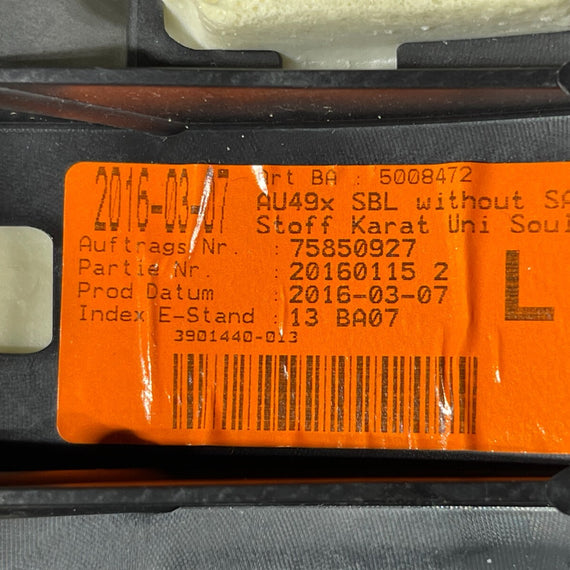 2016-03-07
Art BA : 5008472
AU49x SBL without SA
Stoff Karat Uni Soul
Auftrags Nr. : 75850927
Partie Nr. : 20160115 2
Prod Datum : 2016-03-07
Index E-Stand : 13 BA07
L
3901440-013